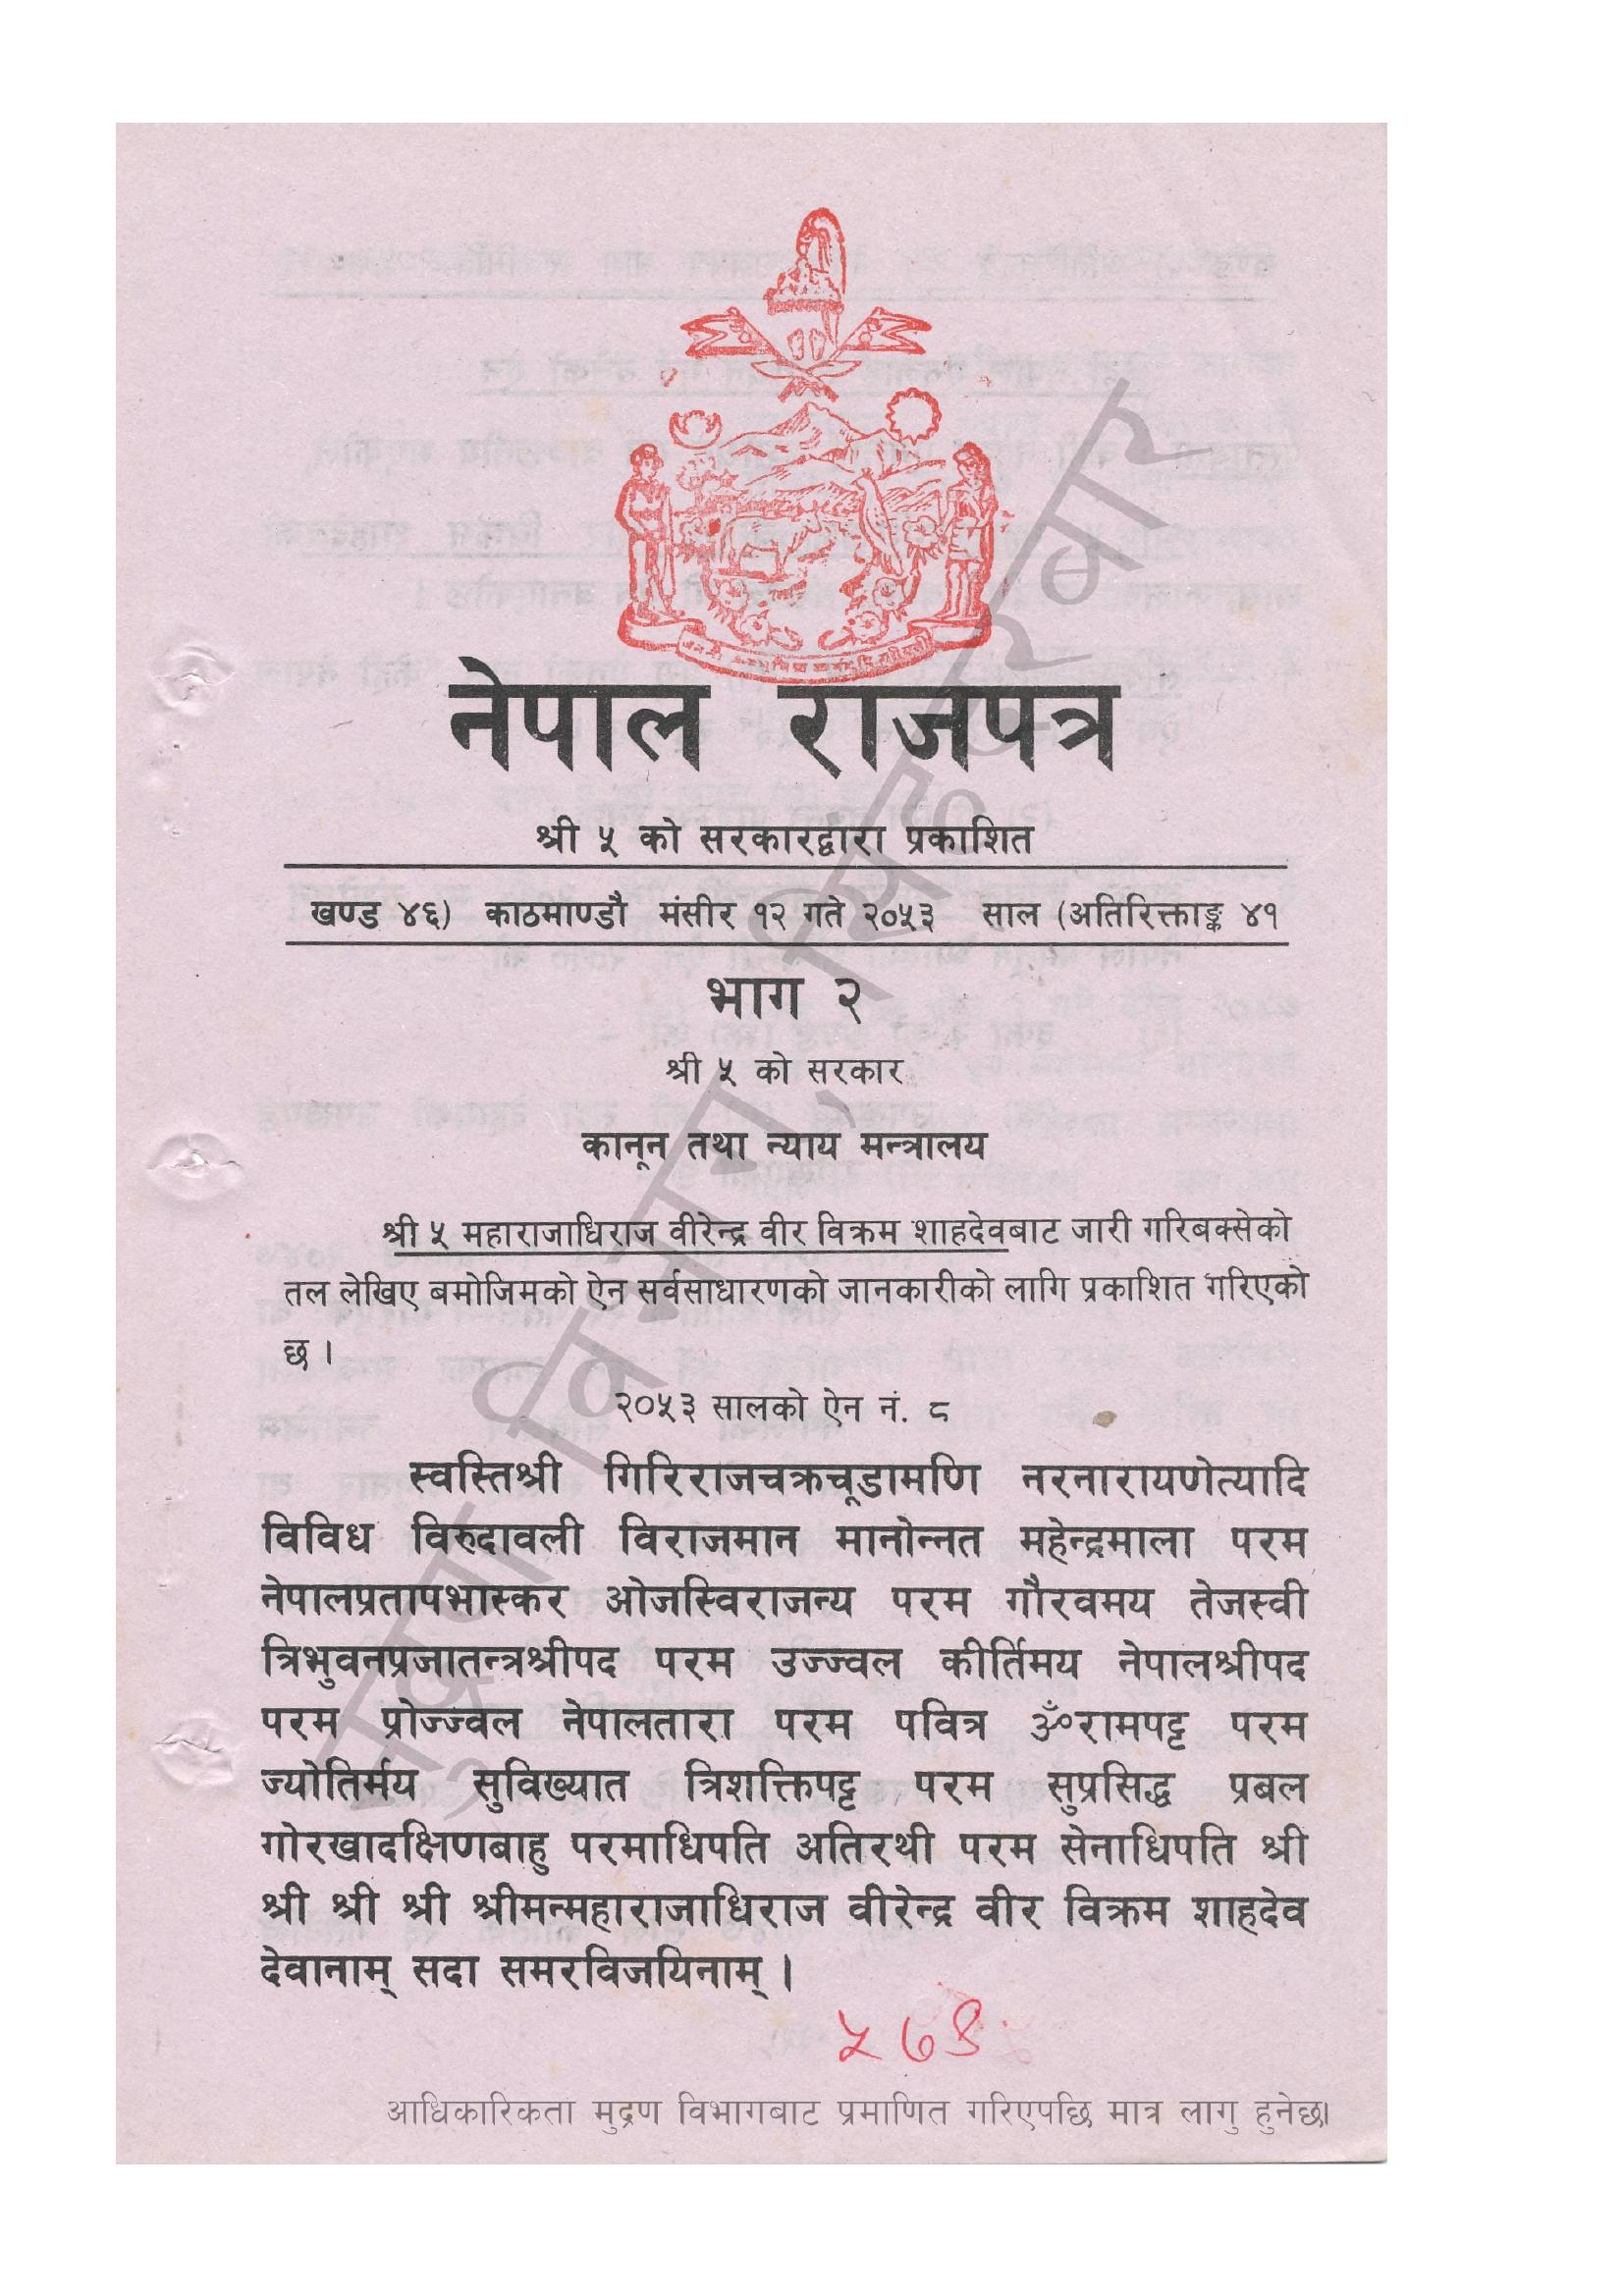 नेपाल राजपत्र
श्री ५ को सरकारद्वारा प्रकाशित
खण्ड ४६) काठमाण्डौ मंसीर १२ गते २०५३ साल (अतिरिक्ताङ्क ४१
भाग २
श्री ५ को सरकार
कानून तथा न्याय मन्त्रालय
श्री ५ महाराजाधिराज वीरेन्द्र वीर विक्रम शाहदेवबाट जारी गरिबक्सेको
तल लेखिए बमोजिमको ऐन सर्वसाधारणको जानकारीको लागि प्रकाशित गरिएको
छ ।
२०५३ सालको ऐन नं. ८
स्वस्तिश्री गिरिराजचक्रचूडामणि नरनारायणेत्यादि
विविध विरुदावली विराजमान मानोन्नत महेन्द्रमाला परम
नेपालप्रतापभास्कर ओजस्विराजन्य परम गौरवमय तेजस्वी
त्रिभुवनप्रजातन्त्रश्रीपद परम उज्ज्वल कीर्तिमय नेपालश्रीपद
परम प्रोज्ज्वल नेपालतारा परम पवित्र ॐरामपट्ट परम
ज्योतिर्मय सुविख्यात त्रिशक्तिपट्ट परम सुप्रसिद्ध प्रबल
गोरखादक्षिणबाहु परमाधिपति अतिरथी परम सेनाधिपति श्री
श्री श्री श्री श्रीमन्महाराजाधिराज वीरेन्द्र वीर विक्रम शाहदेव
देवानाम् सदा समरविजयिनाम् ।
५७९
मुद्रण विभाग, सिंहदरबार
आधिकारिकता मुद्रण विभागबाट प्रमाणित गरिएपछि मात्र लागु हुनेछ।